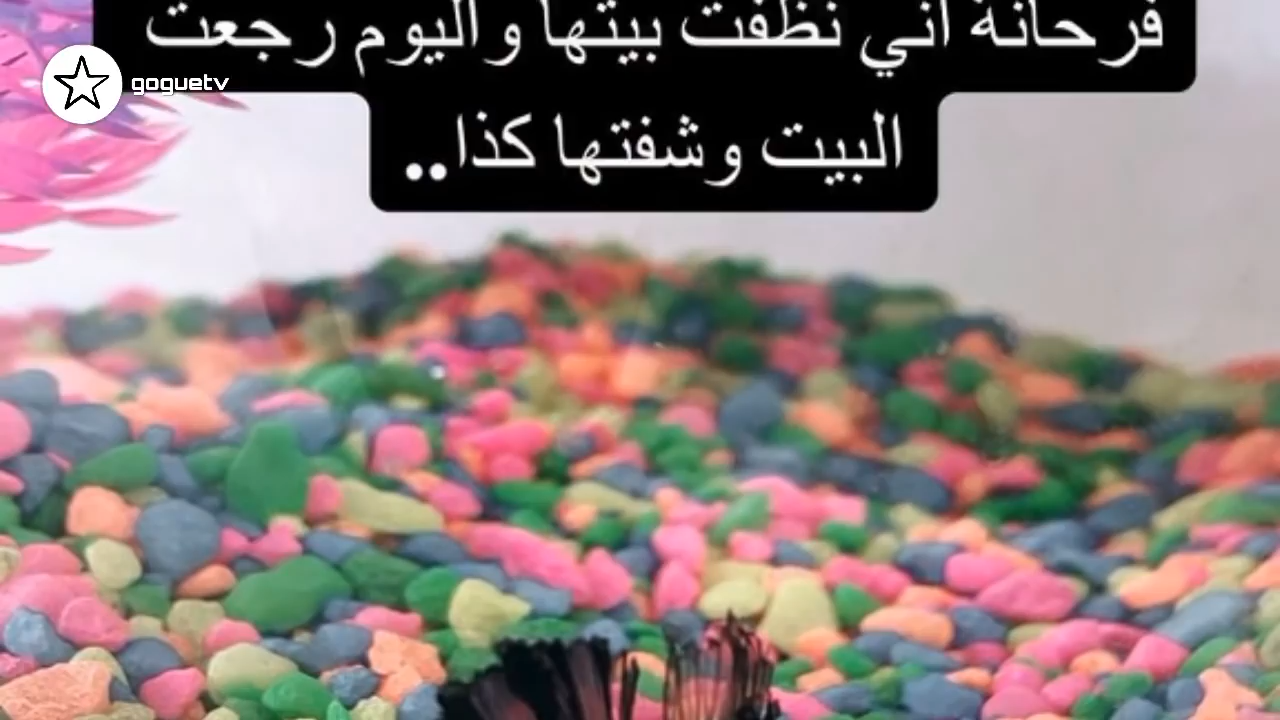 فرحانة اني نظفت بيتها واليوم رجعت
البيت وشفتها كذا..
goguetv